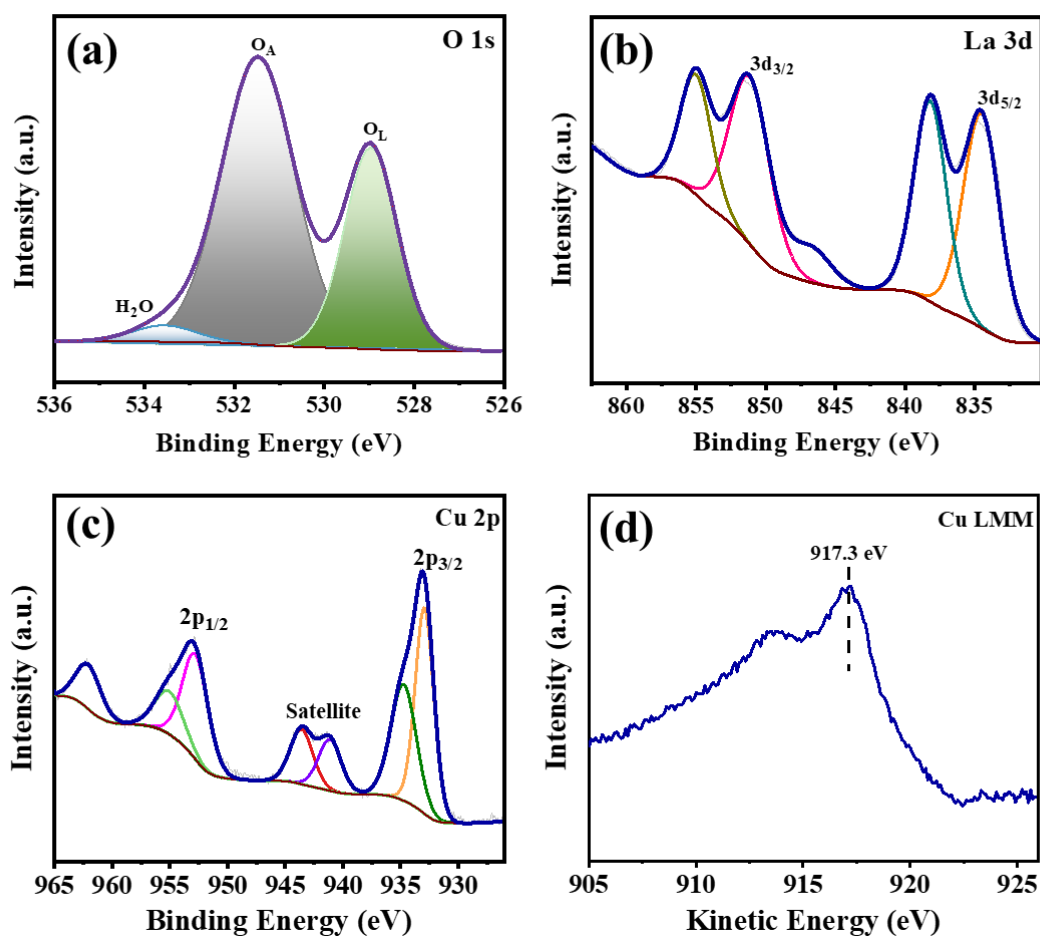 (a)
O 1s
O_A
O_L
H₂O
Intensity (a.u.)
536 534 532 530 528 526
Binding Energy (eV)
(b)
La 3d
3d₃/₂
3d₅/₂
Intensity (a.u.)
860 855 850 845 840 835
Binding Energy (eV)
(c)
Cu 2p
2p₃/₂
2p₁/₂
Satellite
Intensity (a.u.)
965 960 955 950 945 940 935 930
Binding Energy (eV)
(d)
Cu LMM
917.3 eV
Intensity (a.u.)
905 910 915 920 925
Kinetic Energy (eV)